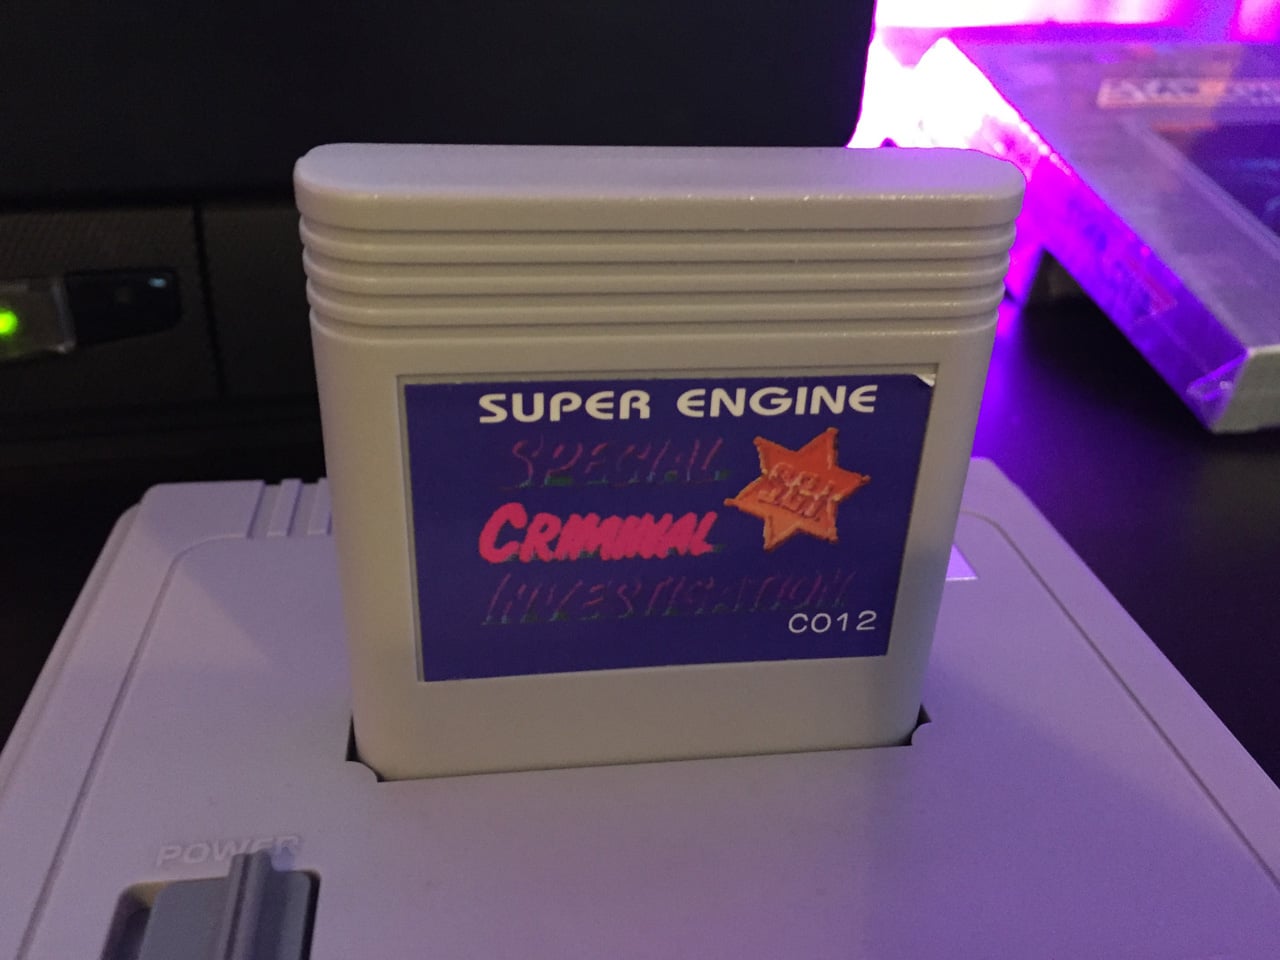 SUPER ENGINE
SPECIAL
CRIMINAL
INVESTIGATION
C012
POWER